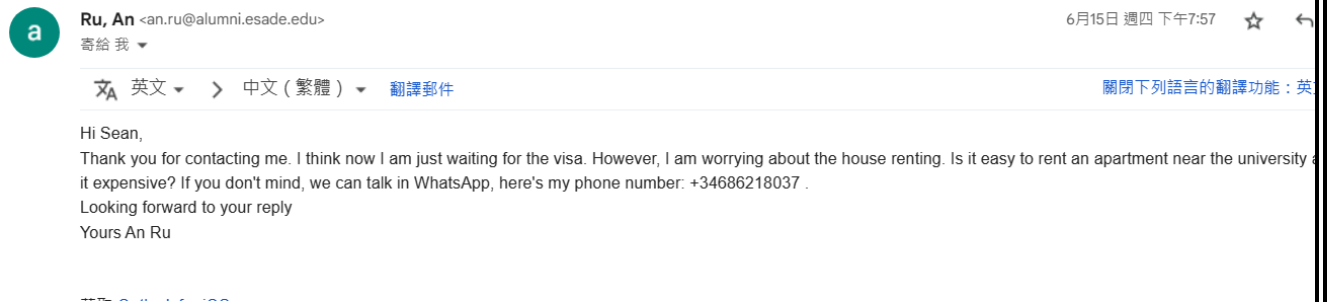 a
Ru, An <an.ru@alumni.esade.edu>
6月15日 週四 下午7:57
寄給 我
英文 > 中文 ( 繁體 ) 翻譯郵件
關閉下列語言的翻譯功能：英
Hi Sean,
Thank you for contacting me. I think now I am just waiting for the visa. However, I am worrying about the house renting. Is it easy to rent an apartment near the university
it expensive? If you don't mind, we can talk in WhatsApp, here's my phone number: +34686218037 .
Looking forward to your reply
Yours An Ru